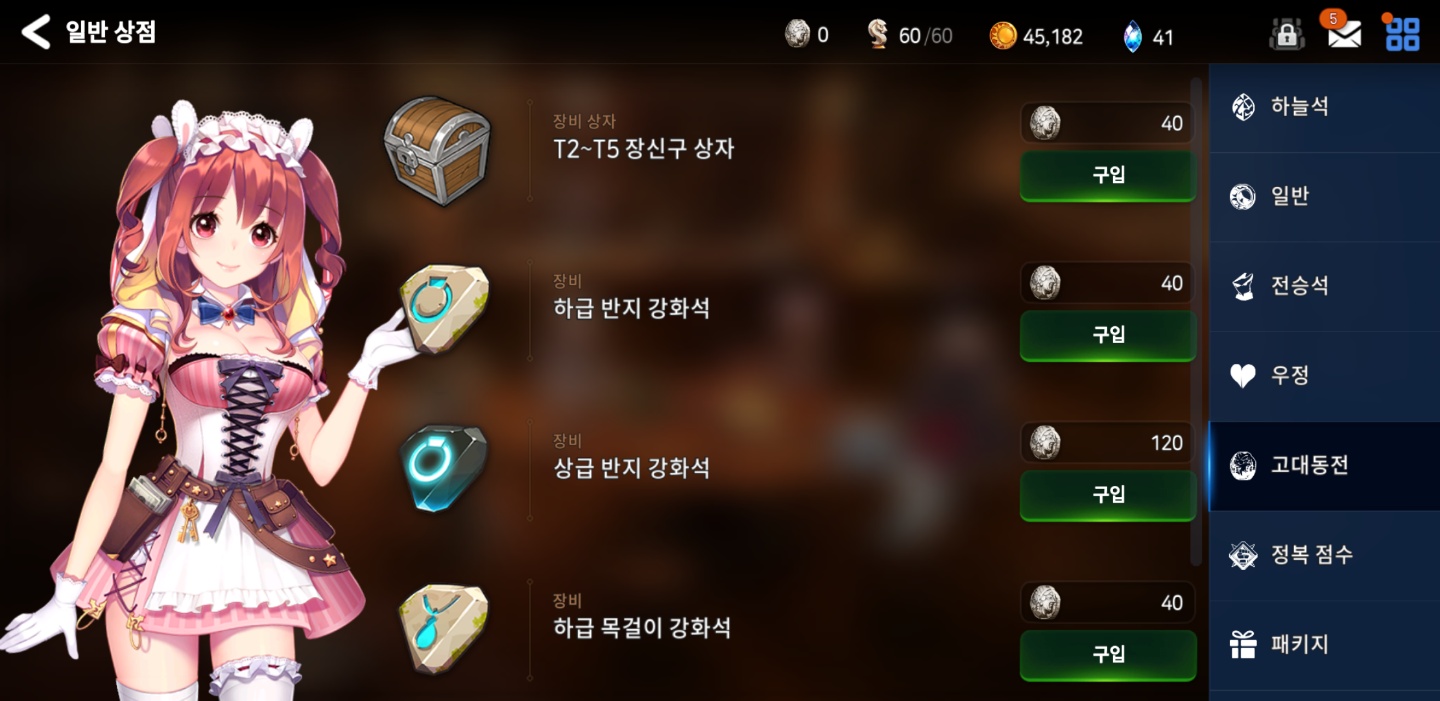 일반 상점
0
60/60
45,182
41
5
장비 상자
T2~T5 장신구 상자
40
구입
장비
하급 반지 강화석
40
구입
장비
상급 반지 강화석
120
구입
장비
하급 목걸이 강화석
40
구입
하늘석
일반
전승석
우정
고대동전
정복 점수
패키지